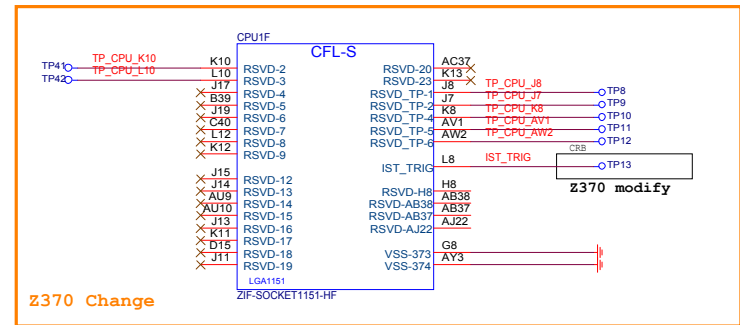 CPU1F
CFL-S
TP41 TP_CPU_K10 K10 RSVD-2
TP42 TP_CPU_L10 L10 RSVD-3
J17 RSVD-4
B39 RSVD-5
J19 RSVD-6
C40 RSVD-7
L12 RSVD-8
K12 RSVD-9
J15 RSVD-12
J14 RSVD-13
AU9 RSVD-14
AU10 RSVD-15
J13 RSVD-16
K11 RSVD-17
D15 RSVD-18
J11 RSVD-19
RSVD-20 AC37
RSVD-23 K13
RSVD_TP-1 J8 TP_CPU_J8 TP8
RSVD_TP-2 J7 TP_CPU_J7 TP9
RSVD_TP-4 K8 TP_CPU_K8 TP10
RSVD_TP-5 AV1 TP_CPU_AV1 TP11
RSVD_TP-6 AW2 TP_CPU_AW2 TP12
CRB
IST_TRIG L8 IST_TRIG TP13
Z370 modify
RSVD-H8 H8
RSVD-AB38 AB38
RSVD-AB37 AB37
RSVD-AJ22 AJ22
VSS-373 G8
VSS-374 AY3
LGA1151
ZIF-SOCKET1151-HF
Z370 Change